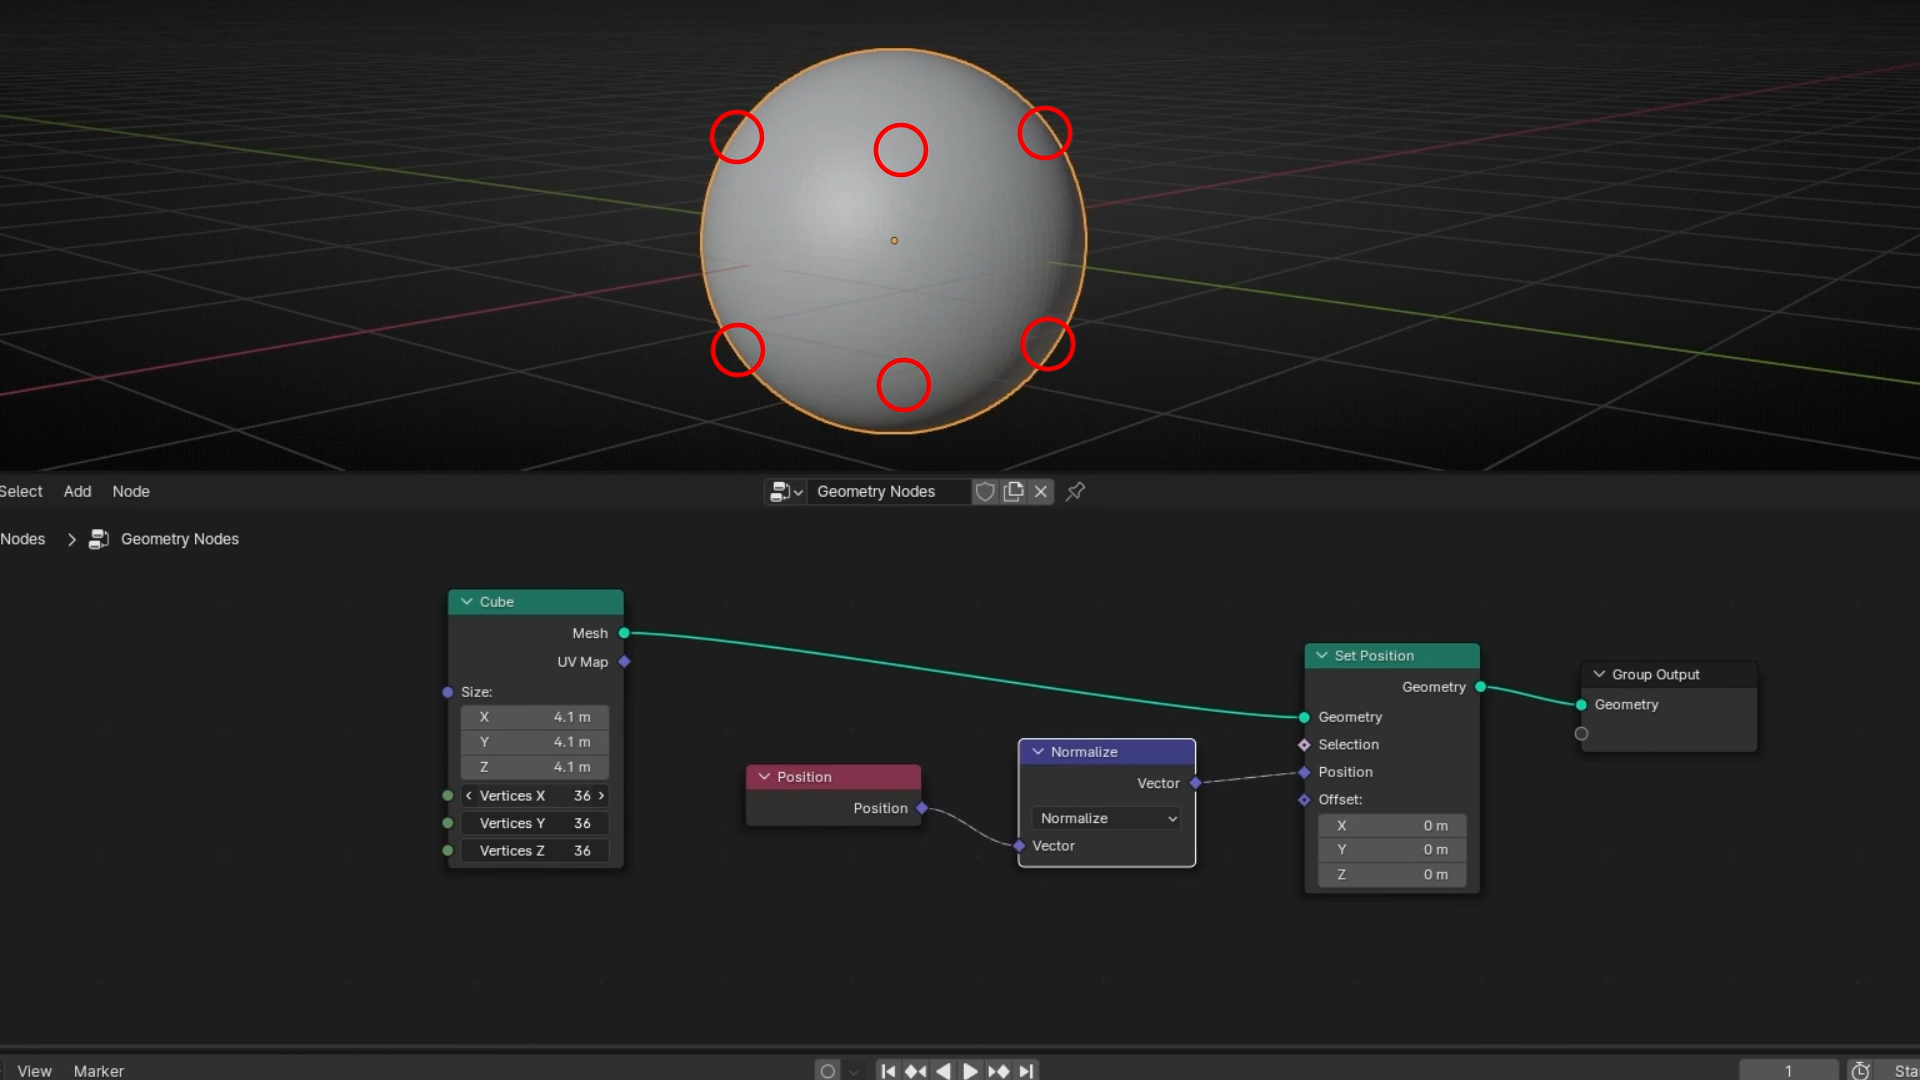 Select Add Node
Geometry Nodes
Nodes > Geometry Nodes
Cube
Mesh
UV Map
Size:
X 4.1 m
Y 4.1 m
Z 4.1 m
Vertices X 36
Vertices Y 36
Vertices Z 36
Position
Position
Normalize
Vector
Normalize
Vector
Set Position
Geometry
Geometry
Selection
Position
Offset:
X 0 m
Y 0 m
Z 0 m
Group Output
Geometry
View Marker
1
Sta